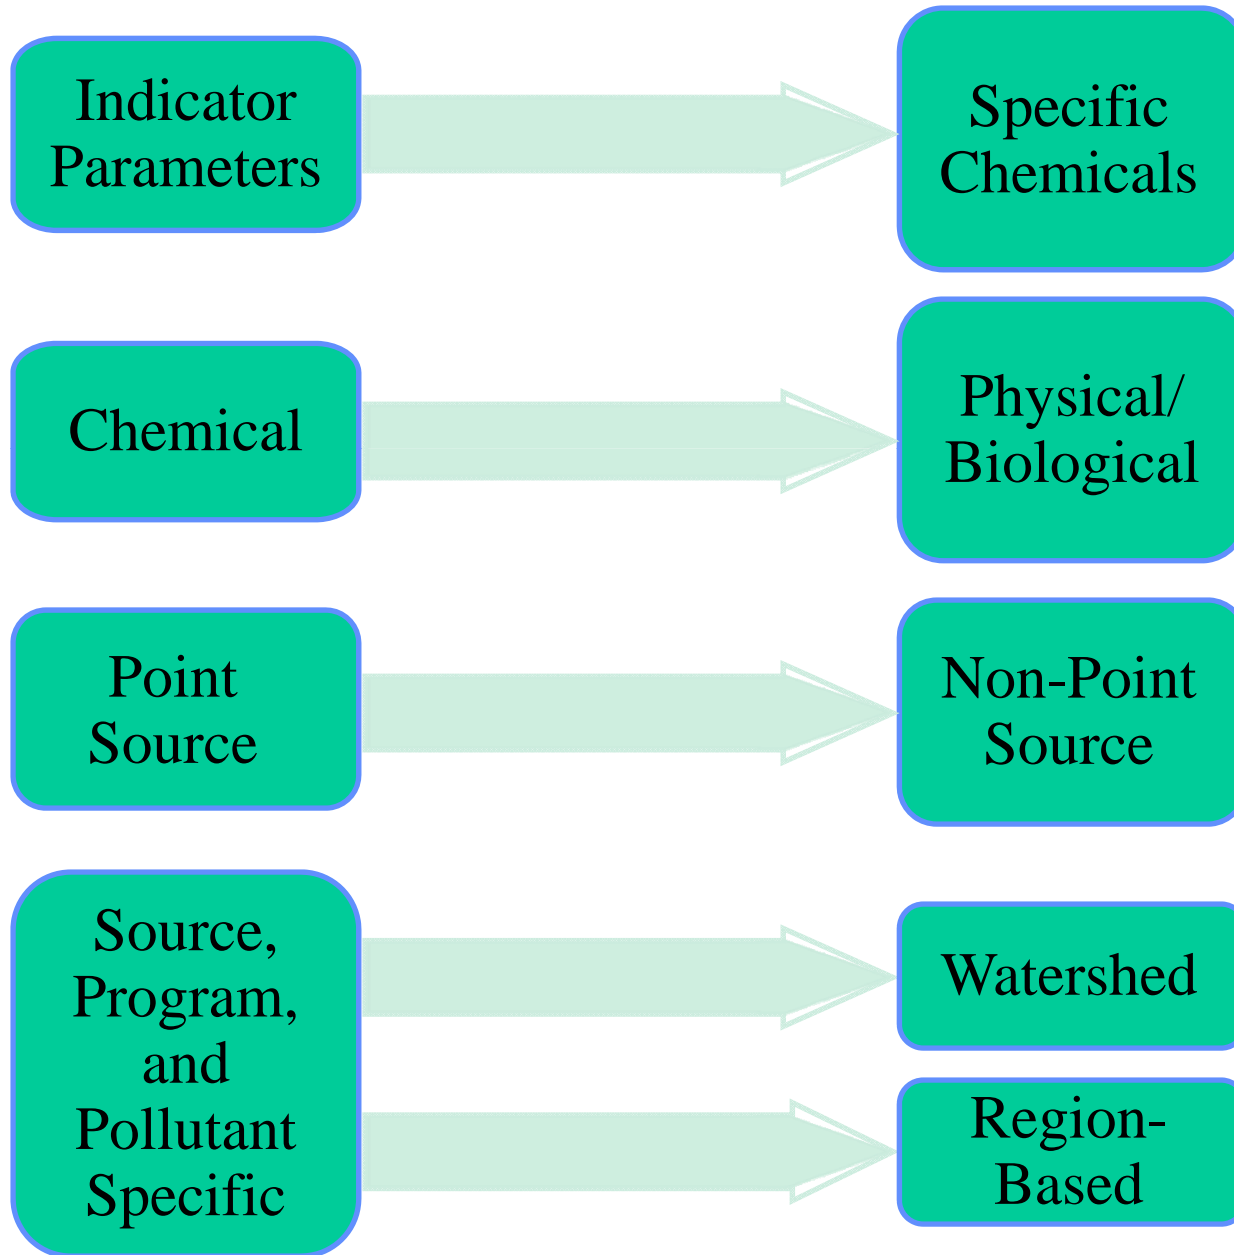 Indicator
Parameters
Specific
Chemicals
Chemical
Physical/
Biological
Point
Source
Non-Point
Source
Source,
Program,
and
Pollutant
Specific
Watershed
Region-
Based